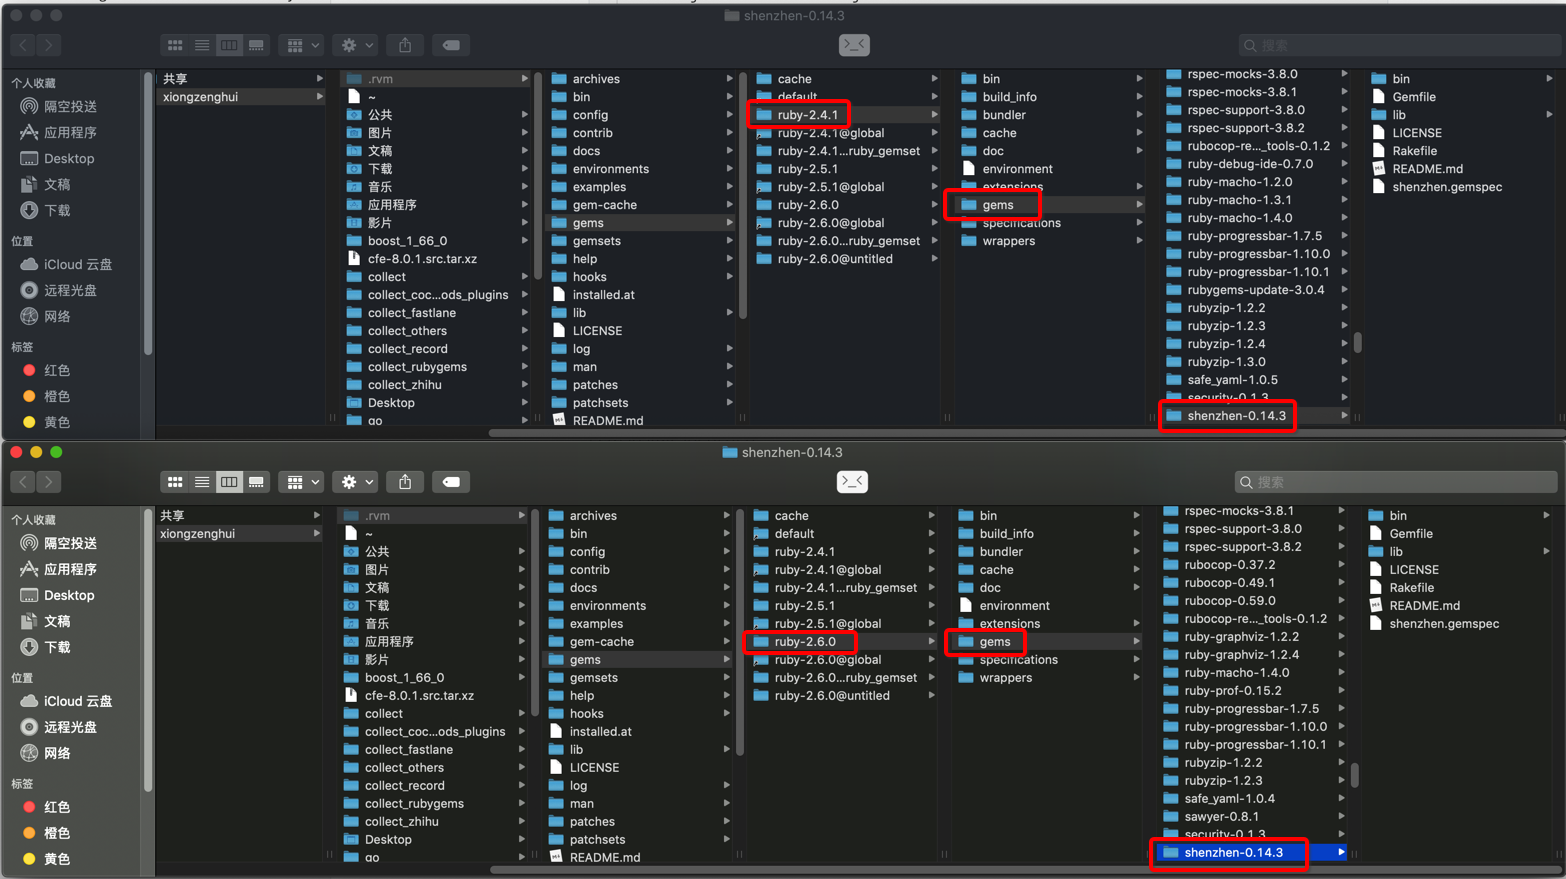 shenzhen-0.14.3
搜索
个人收藏
隔空投送
应用程序
Desktop
文稿
下载
位置
iCloud 云盘
远程光盘
网络
标签
红色
橙色
黄色
共享
xiongzenghui
.rvm
~
公共
图片
文稿
下载
音乐
应用程序
影片
boost_1_66_0
cfe-8.0.1.src.tar.xz
collect
collect_coc...ods_plugins
collect_fastlane
collect_others
collect_record
collect_rubygems
collect_zhihu
Desktop
go
archives
bin
config
contrib
docs
environments
examples
gem-cache
gems
gemsets
help
hooks
installed.at
lib
LICENSE
log
man
patches
patchsets
README.md
cache
default
ruby-2.4.1
ruby-2.4.1@global
ruby-2.4.1...ruby_gemset
ruby-2.5.1
ruby-2.5.1@global
ruby-2.6.0
ruby-2.6.0@global
ruby-2.6.0...ruby_gemset
ruby-2.6.0@untitled
bin
build_info
bundler
cache
doc
environment
extensions
gems
specifications
wrappers
rspec-mocks-3.8.0
rspec-mocks-3.8.1
rspec-support-3.8.0
rspec-support-3.8.2
rubocop-re..._tools-0.1.2
ruby-debug-ide-0.7.0
ruby-macho-1.2.0
ruby-macho-1.3.1
ruby-macho-1.4.0
ruby-progressbar-1.7.5
ruby-progressbar-1.10.0
ruby-progressbar-1.10.1
rubygems-update-3.0.4
rubyzip-1.2.2
rubyzip-1.2.3
rubyzip-1.2.4
rubyzip-1.3.0
safe_yaml-1.0.5
security-0.1.3
shenzhen-0.14.3
bin
Gemfile
lib
LICENSE
Rakefile
README.md
shenzhen.gemspec
shenzhen-0.14.3
搜索
个人收藏
隔空投送
应用程序
Desktop
文稿
下载
位置
iCloud 云盘
远程光盘
网络
标签
红色
橙色
黄色
共享
xiongzenghui
.rvm
~
公共
图片
文稿
下载
音乐
应用程序
影片
boost_1_66_0
cfe-8.0.1.src.tar.xz
collect
collect_coc...ods_plugins
collect_fastlane
collect_others
collect_record
collect_rubygems
collect_zhihu
Desktop
go
archives
bin
config
contrib
docs
environments
examples
gem-cache
gems
gemsets
help
hooks
installed.at
lib
LICENSE
log
man
patches
patchsets
README.md
cache
default
ruby-2.4.1
ruby-2.4.1@global
ruby-2.4.1...ruby_gemset
ruby-2.5.1
ruby-2.5.1@global
ruby-2.6.0
ruby-2.6.0@global
ruby-2.6.0...ruby_gemset
ruby-2.6.0@untitled
bin
build_info
bundler
cache
doc
environment
extensions
gems
specifications
wrappers
rspec-mocks-3.8.1
rspec-support-3.8.0
rspec-support-3.8.2
rubocop-0.37.2
rubocop-0.49.1
rubocop-0.59.0
rubocop-re..._tools-0.1.2
ruby-graphviz-1.2.2
ruby-graphviz-1.2.4
ruby-macho-1.4.0
ruby-prof-0.15.2
ruby-progressbar-1.7.5
ruby-progressbar-1.10.0
ruby-progressbar-1.10.1
rubyzip-1.2.2
rubyzip-1.2.3
safe_yaml-1.0.4
sawyer-0.8.1
security-0.1.3
shenzhen-0.14.3
bin
Gemfile
lib
LICENSE
Rakefile
README.md
shenzhen.gemspec